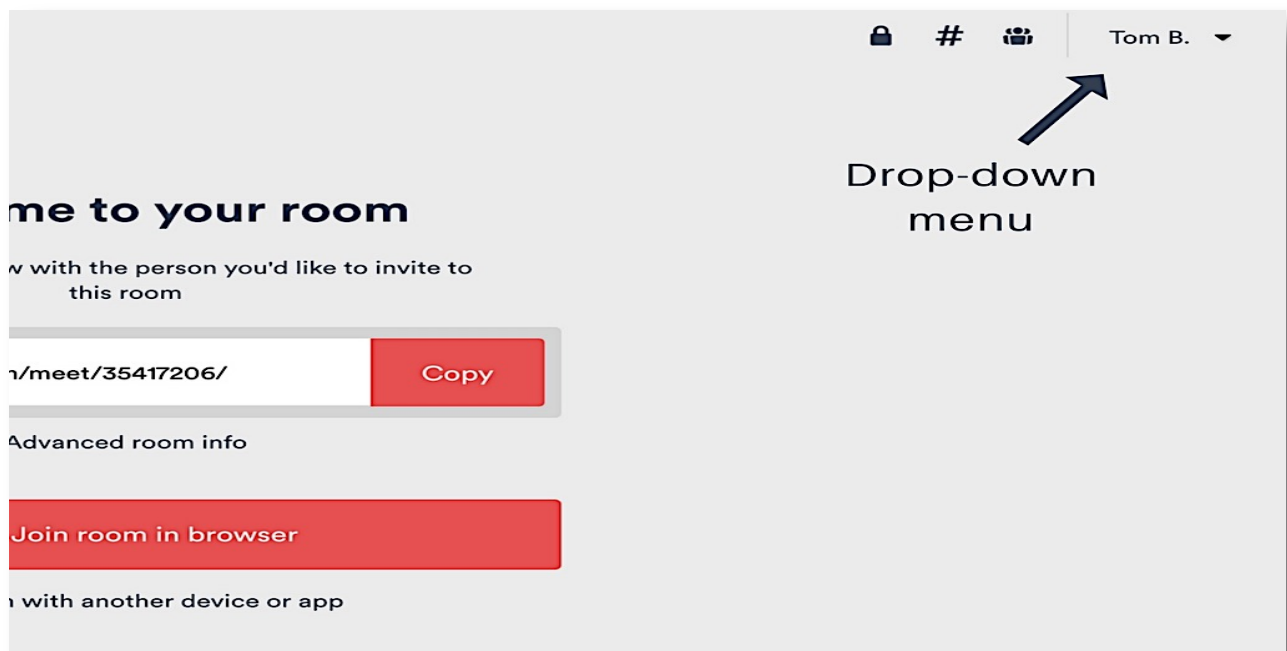 # Tom B.
Drop-down
menu
me to your room
w with the person you'd like to invite to
this room
n/meet/35417206/
Copy
Advanced room info
Join room in browser
with another device or app